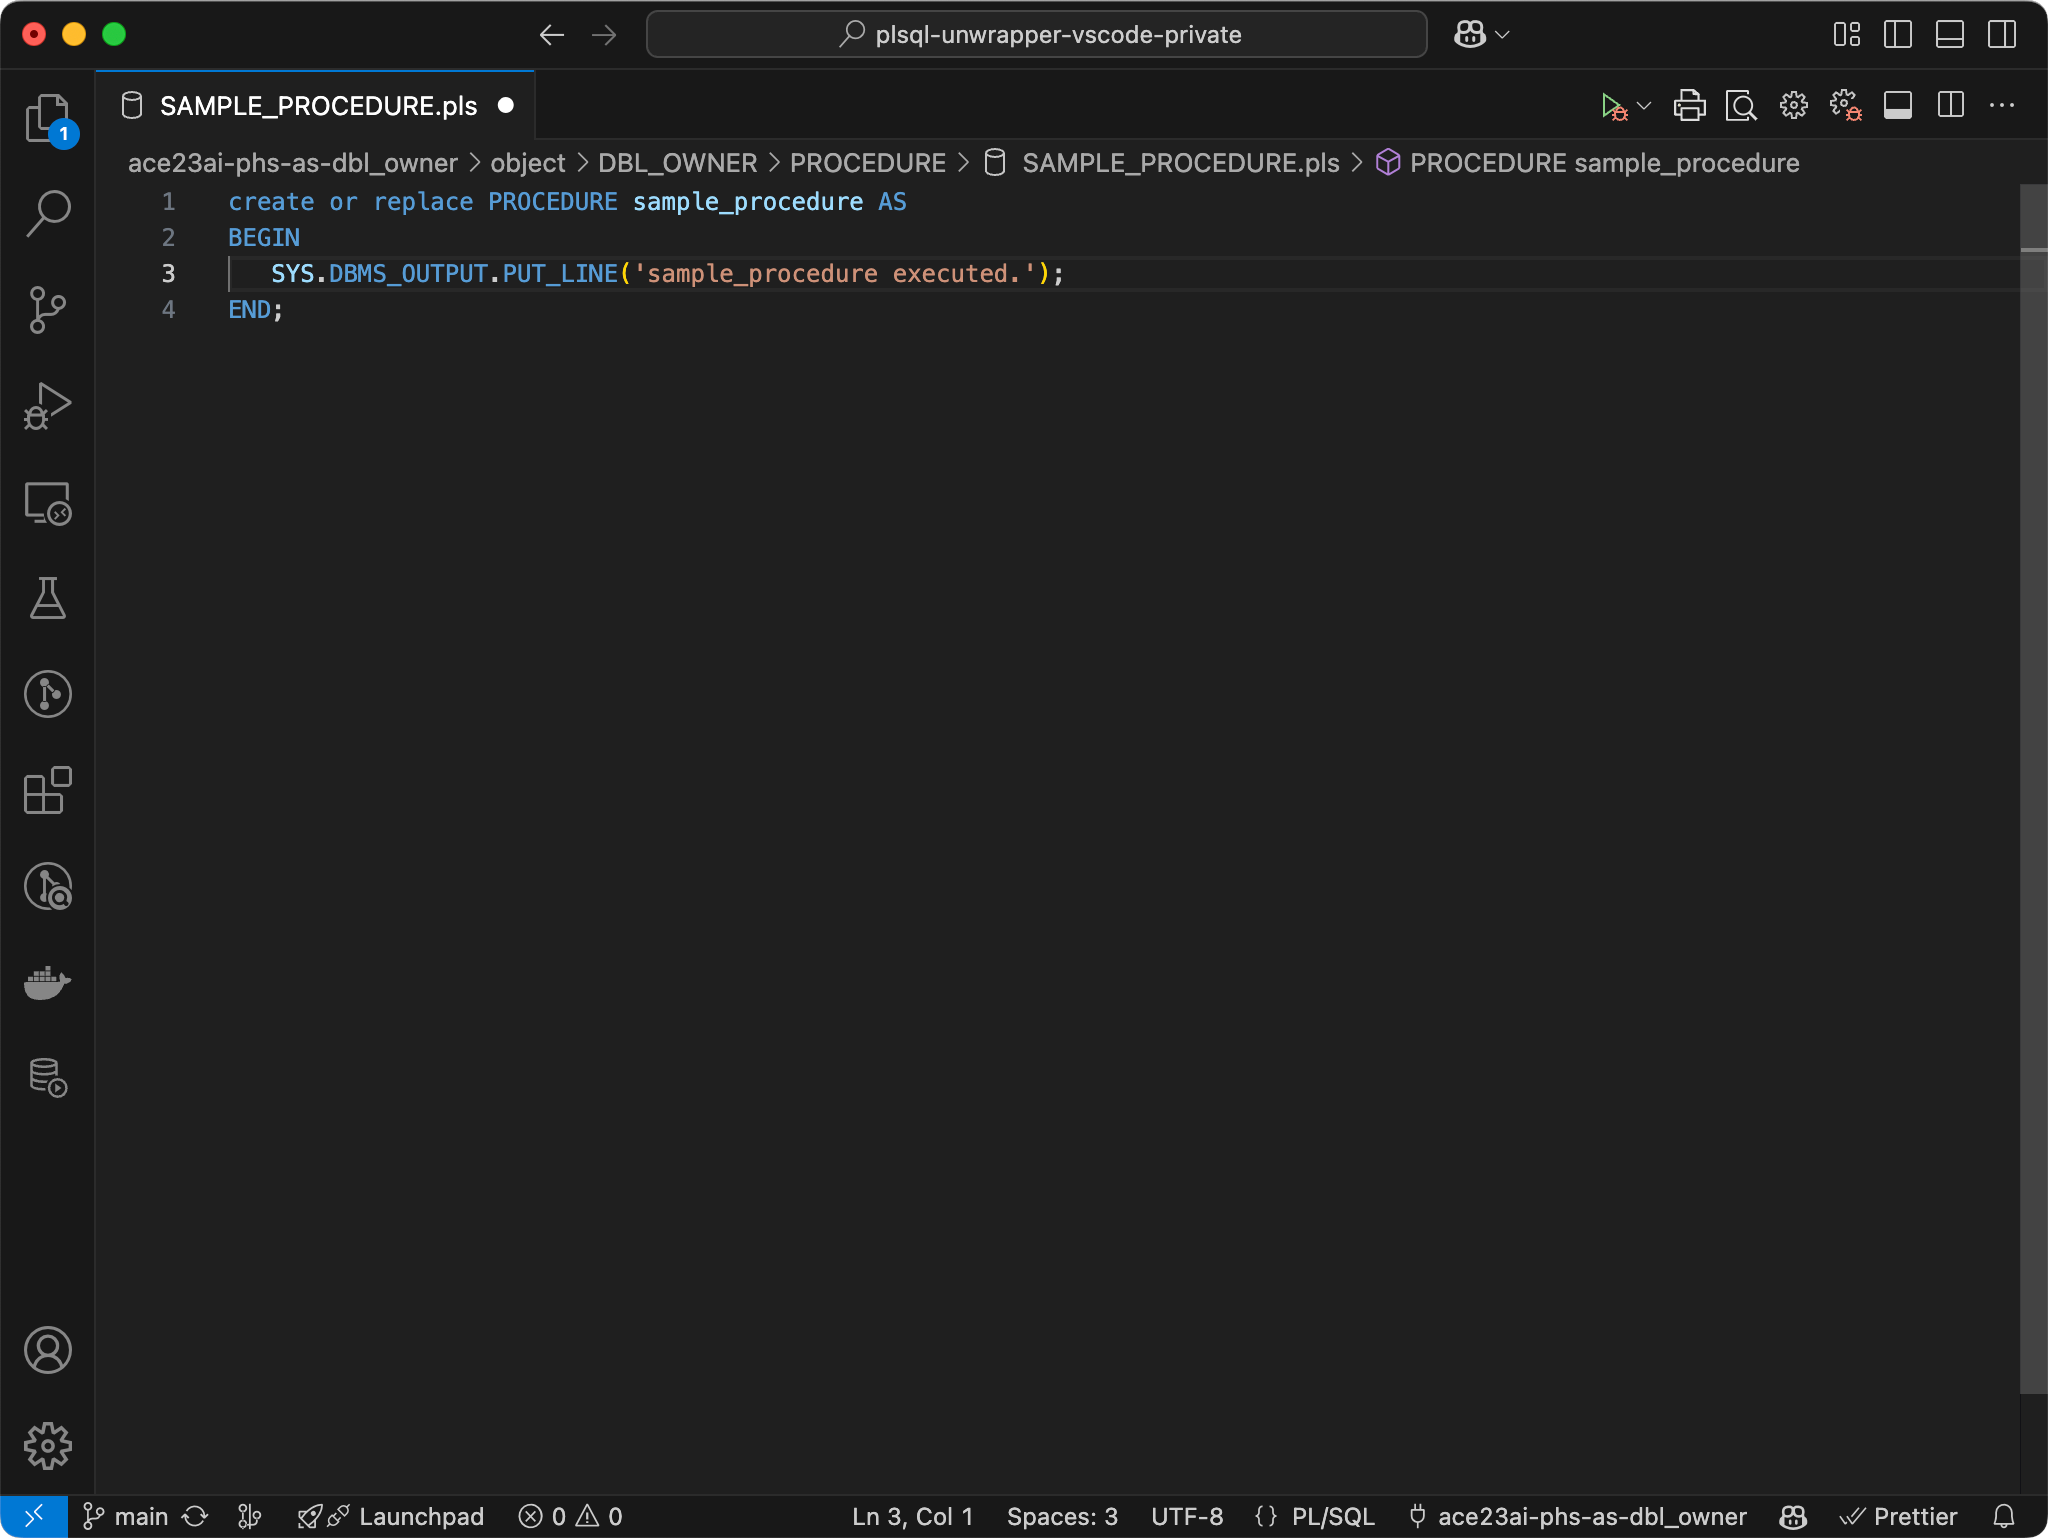 plsql-unwrapper-vscode-private
SAMPLE_PROCEDURE.pls
1
ace23ai-phs-as-dbl_owner > object > DBL_OWNER > PROCEDURE > SAMPLE_PROCEDURE.pls > PROCEDURE sample_procedure
1 create or replace PROCEDURE sample_procedure AS
2 BEGIN
3 SYS.DBMS_OUTPUT.PUT_LINE('sample_procedure executed.');
4 END;
main Launchpad 0 0 Ln 3, Col 1 Spaces: 3 UTF-8 {} PL/SQL ace23ai-phs-as-dbl_owner Prettier